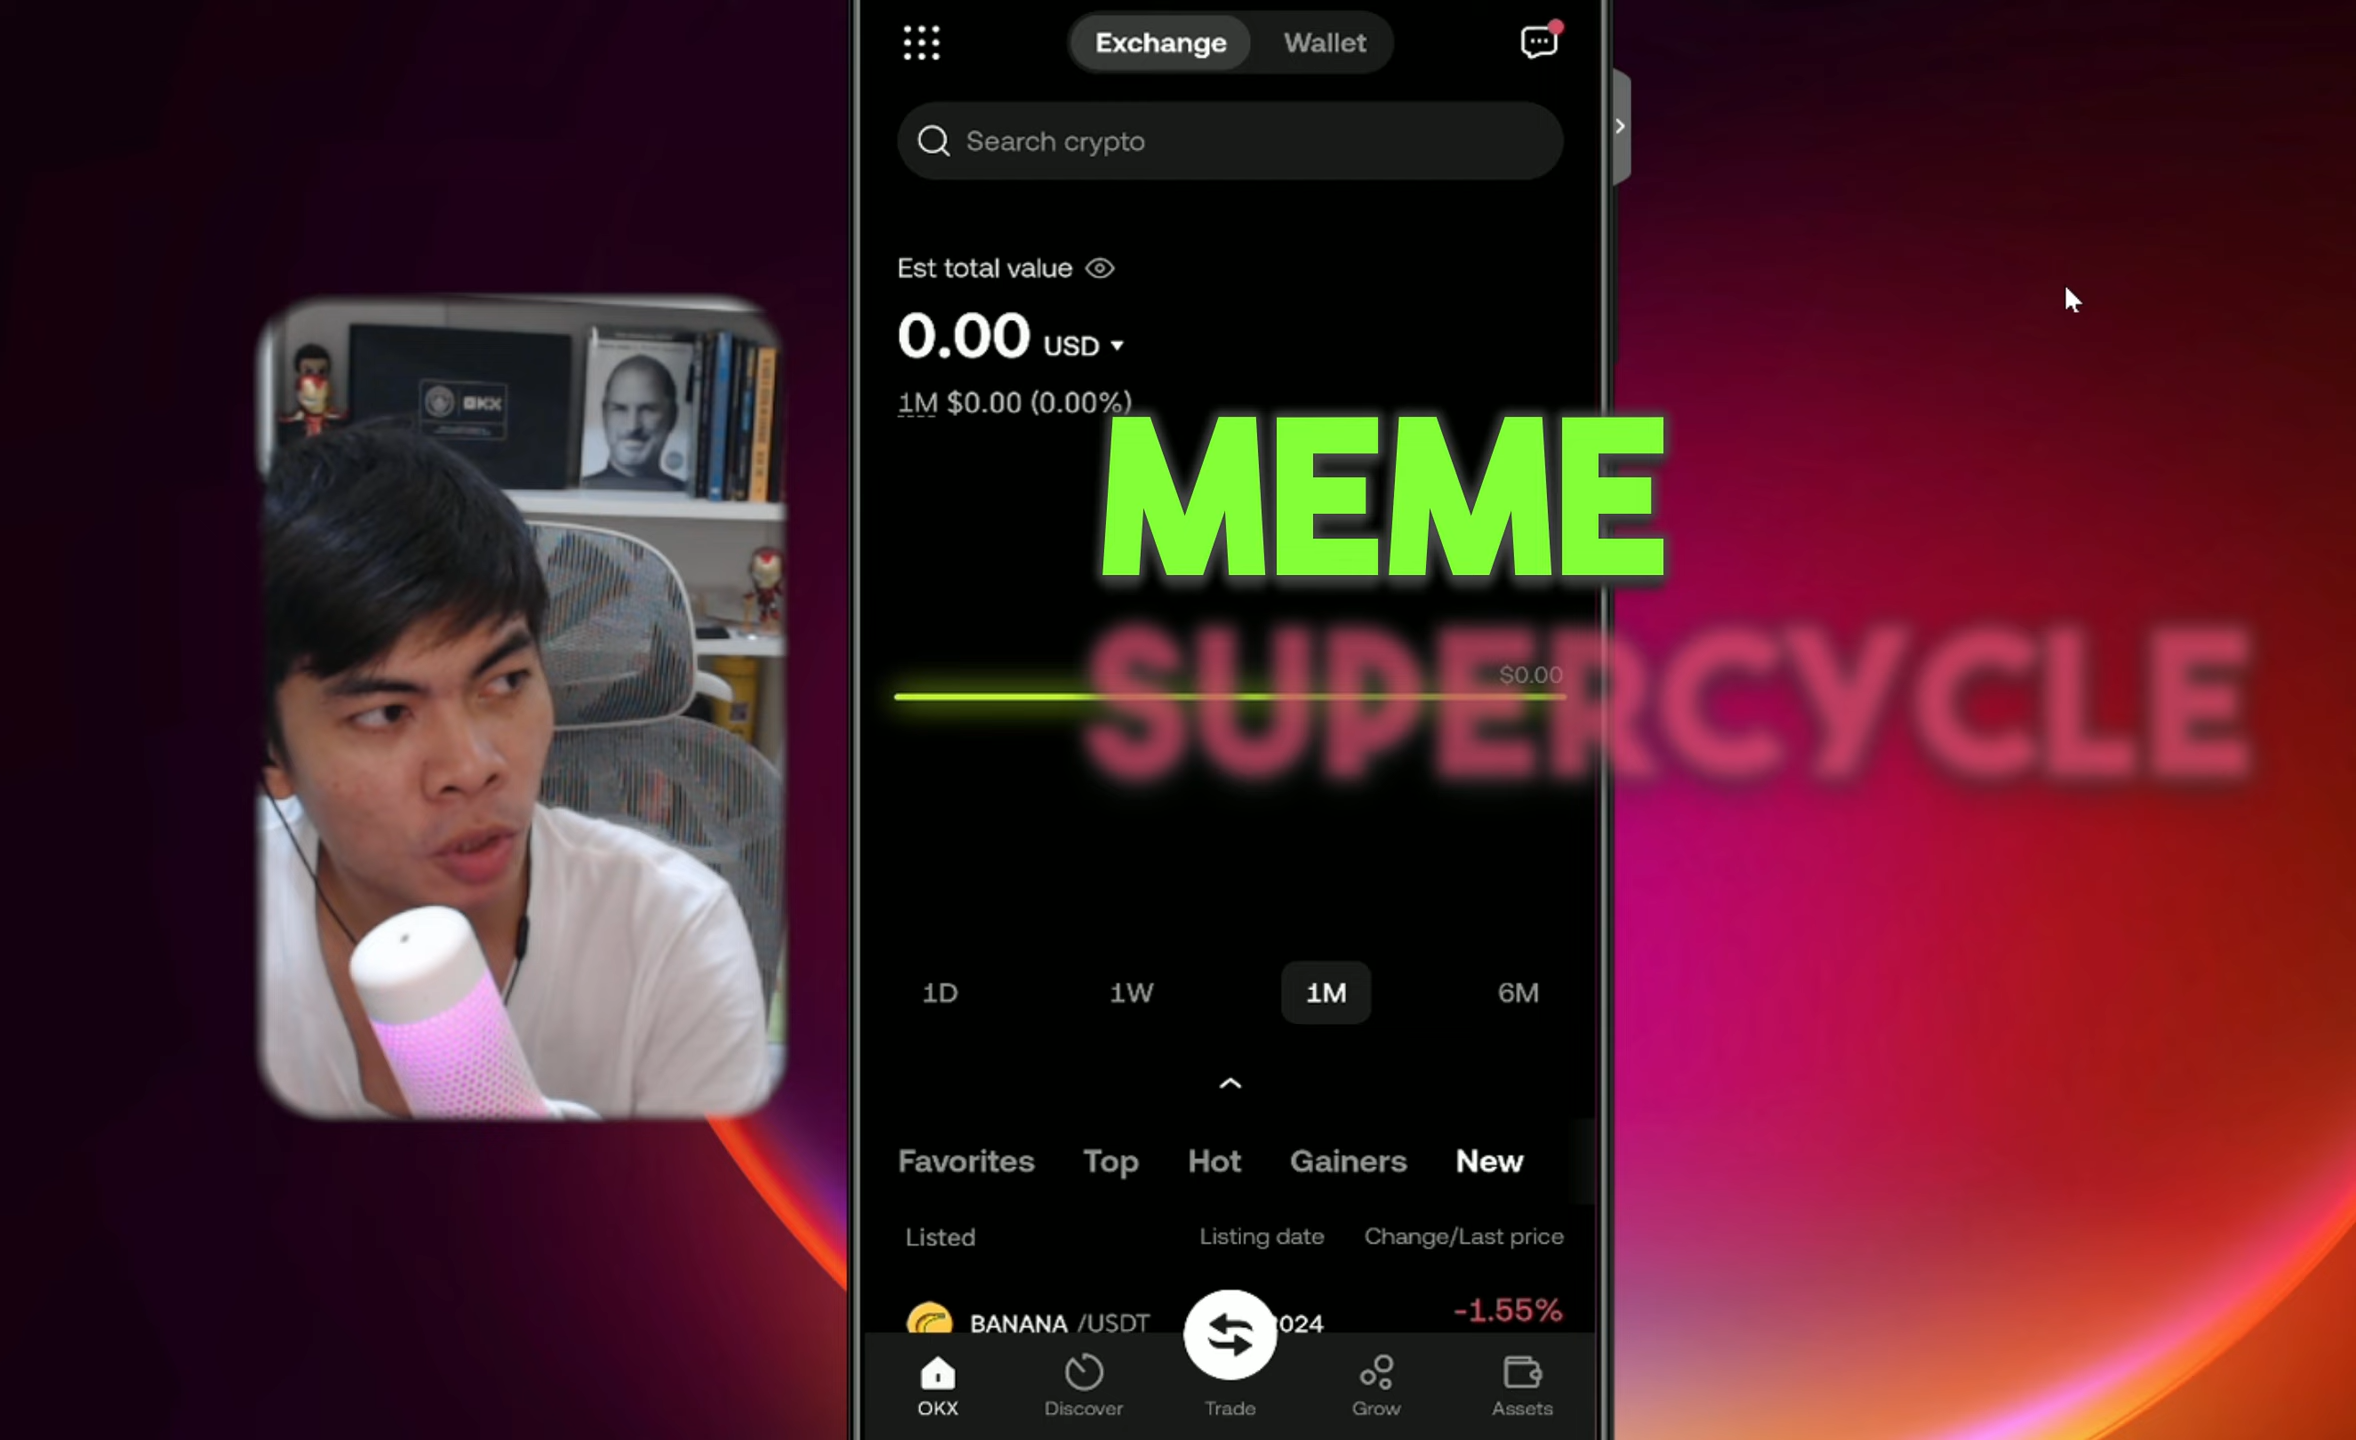 Exchange Wallet
Search crypto
Est total value
0.00 USD
1M $0.00 (0.00%)
MEME
SUPERCYCLE
$0.00
1D 1W 1M 6M
Favorites Top Hot Gainers New
Listed Listing date Change/Last price
BANANA /USDT 024 -1.55%
OKX Discover Trade Grow Assets
OKX